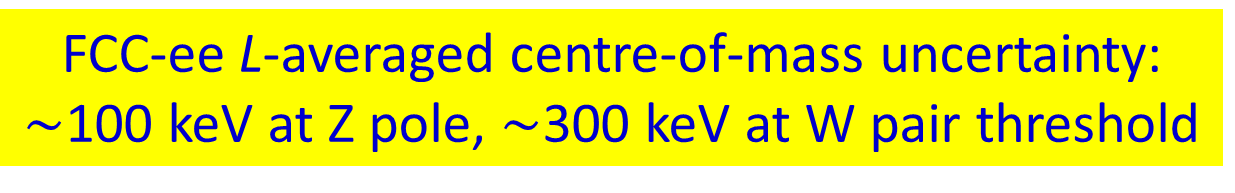 FCC-ee L-averaged centre-of-mass uncertainty:
~100 keV at Z pole, ~300 keV at W pair threshold